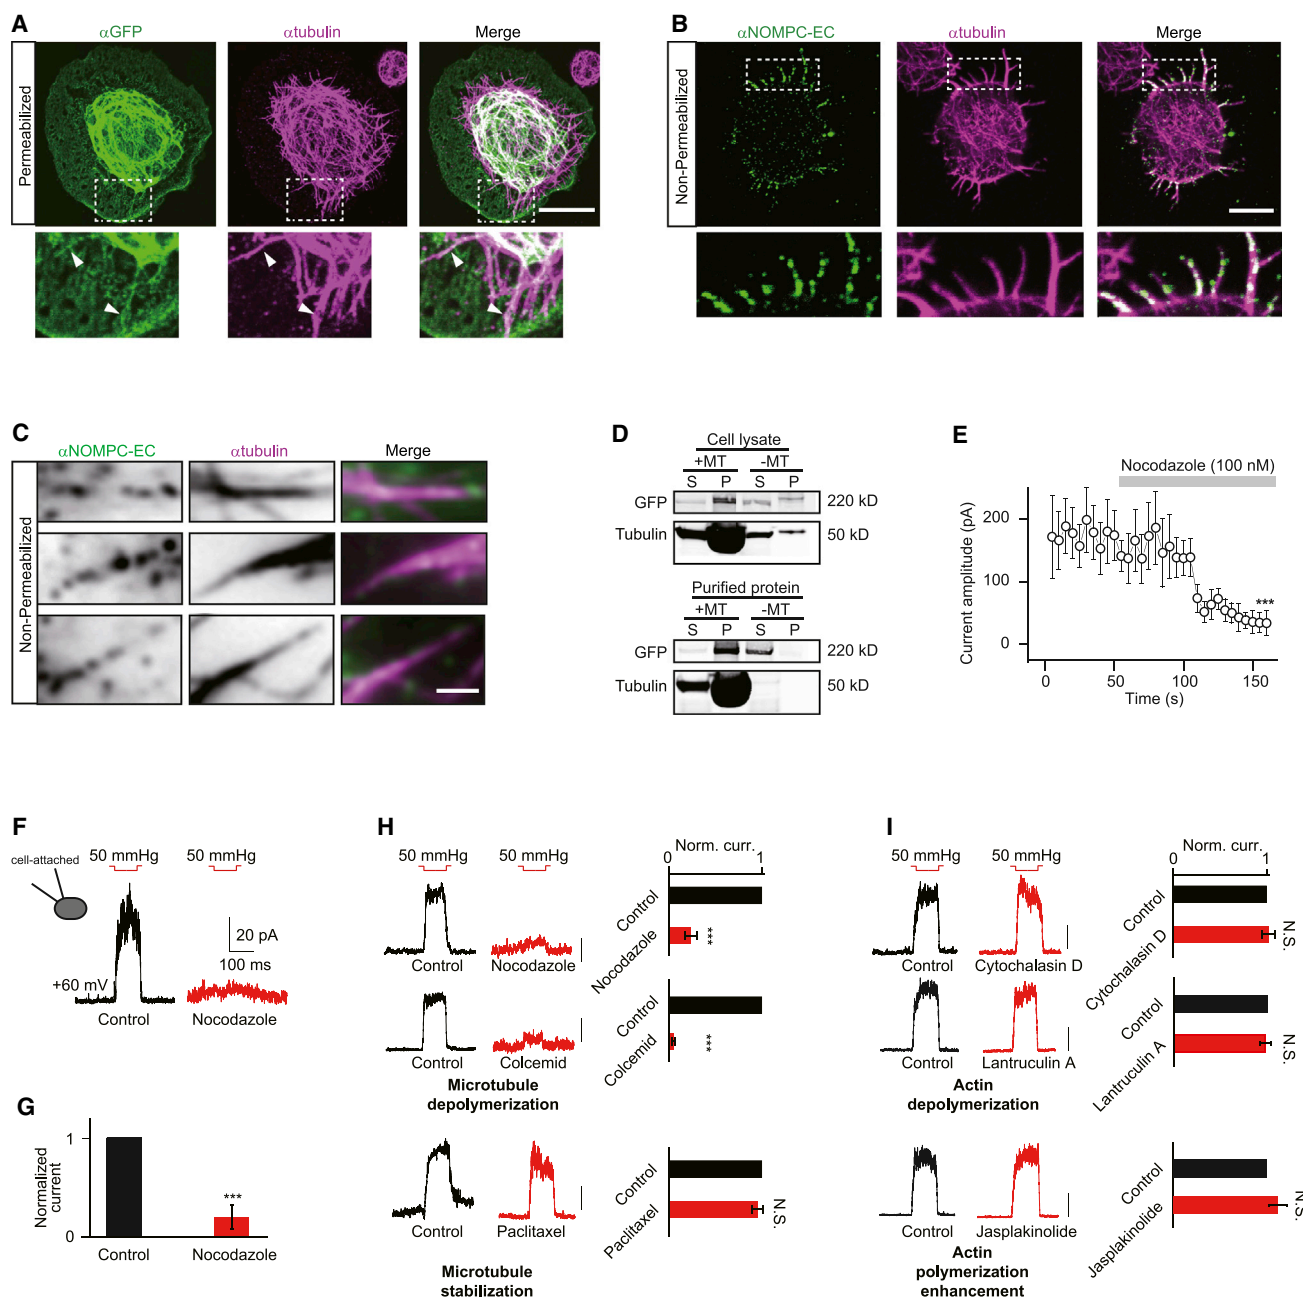 A
αGFP
αtubulin
Merge
Permeabilized
B
αNOMPC-EC
αtubulin
Merge
Non-Permeabilized
C
αNOMPC-EC
αtubulin
Merge
Non-Permeabilized
D
Cell lysate
+MT -MT
S P S P
GFP 220 kD
Tubulin 50 kD
Purified protein
+MT -MT
S P S P
GFP 220 kD
Tubulin 50 kD
E
Nocodazole (100 nM)
Current amplitude (pA)
200
100
0
***
0 50 100 150
Time (s)
F
cell-attached
50 mmHg 50 mmHg
20 pA
100 ms
+60 mV
Control Nocodazole
G
Normalized
current
1
0
***
Control Nocodazole
H
50 mmHg 50 mmHg
Control Nocodazole
Control Colcemid
Microtubule
depolymerization
Control Paclitaxel
Microtubule
stabilization
Norm. curr.
0 1
Control
Nocodazole
***
Control
Colcemid
***
Control
Paclitaxel
N.S.
I
50 mmHg 50 mmHg
Control Cytochalasin D
Control Lantruculin A
Actin
depolymerization
Control Jasplakinolide
Actin
polymerization
enhancement
Norm. curr.
0 1
Control
Cytochalasin D
N.S.
Control
Lantruculin A
N.S.
Control
Jasplakinolide
N.S.